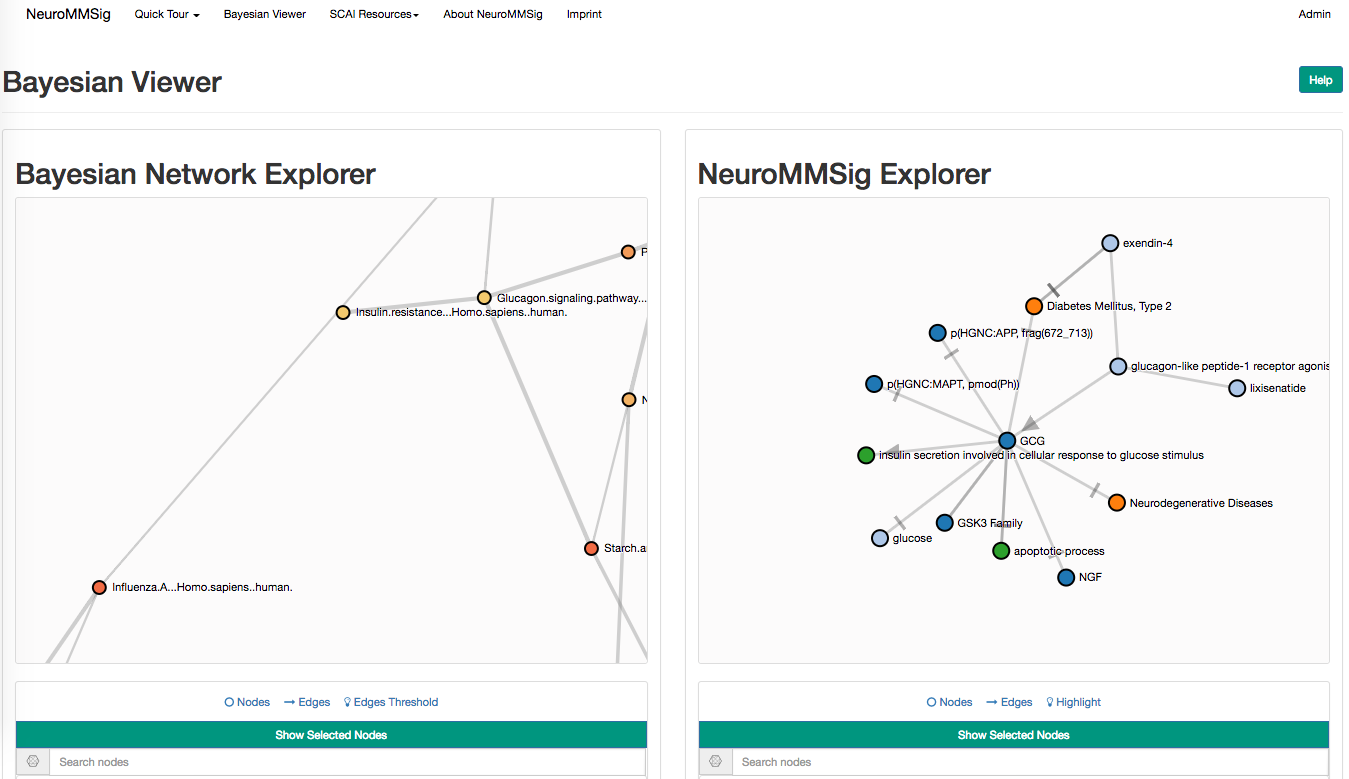 NeuroMMSig Quick Tour Bayesian Viewer SCAI Resources About NeuroMMSig Imprint Admin
Bayesian Viewer
Help
Bayesian Network Explorer
P
Glucagon.signaling.pathway...
Insulin.resistance...Homo.sapiens..human.
N
Starch.a
Influenza.A...Homo.sapiens..human.
Nodes Edges Edges Threshold
Show Selected Nodes
Search nodes
NeuroMMSig Explorer
exendin-4
Diabetes Mellitus, Type 2
p(HGNC:APP, frag(672_713))
glucagon-like peptide-1 receptor agonis
p(HGNC:MAPT, pmod(Ph))
lixisenatide
GCG
insulin secretion involved in cellular response to glucose stimulus
Neurodegenerative Diseases
GSK3 Family
glucose
apoptotic process
NGF
Nodes Edges Highlight
Show Selected Nodes
Search nodes